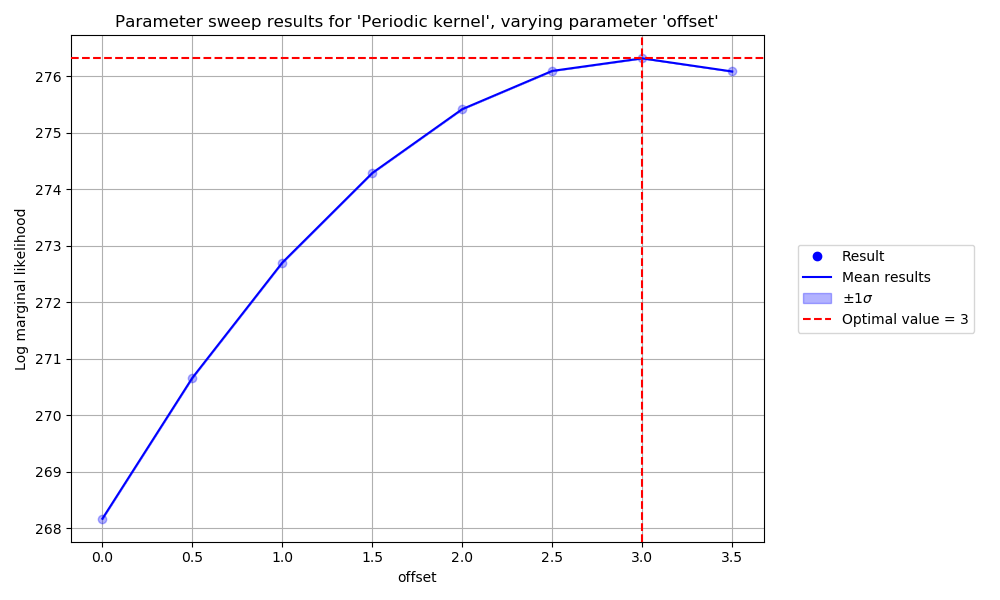 Parameter sweep results for 'Periodic kernel', varying parameter 'offset'
276
275
274
273
272
271
270
269
268
Log marginal likelihood
0.0 0.5 1.0 1.5 2.0 2.5 3.0 3.5
offset
Result
Mean results
±1σ
Optimal value = 3